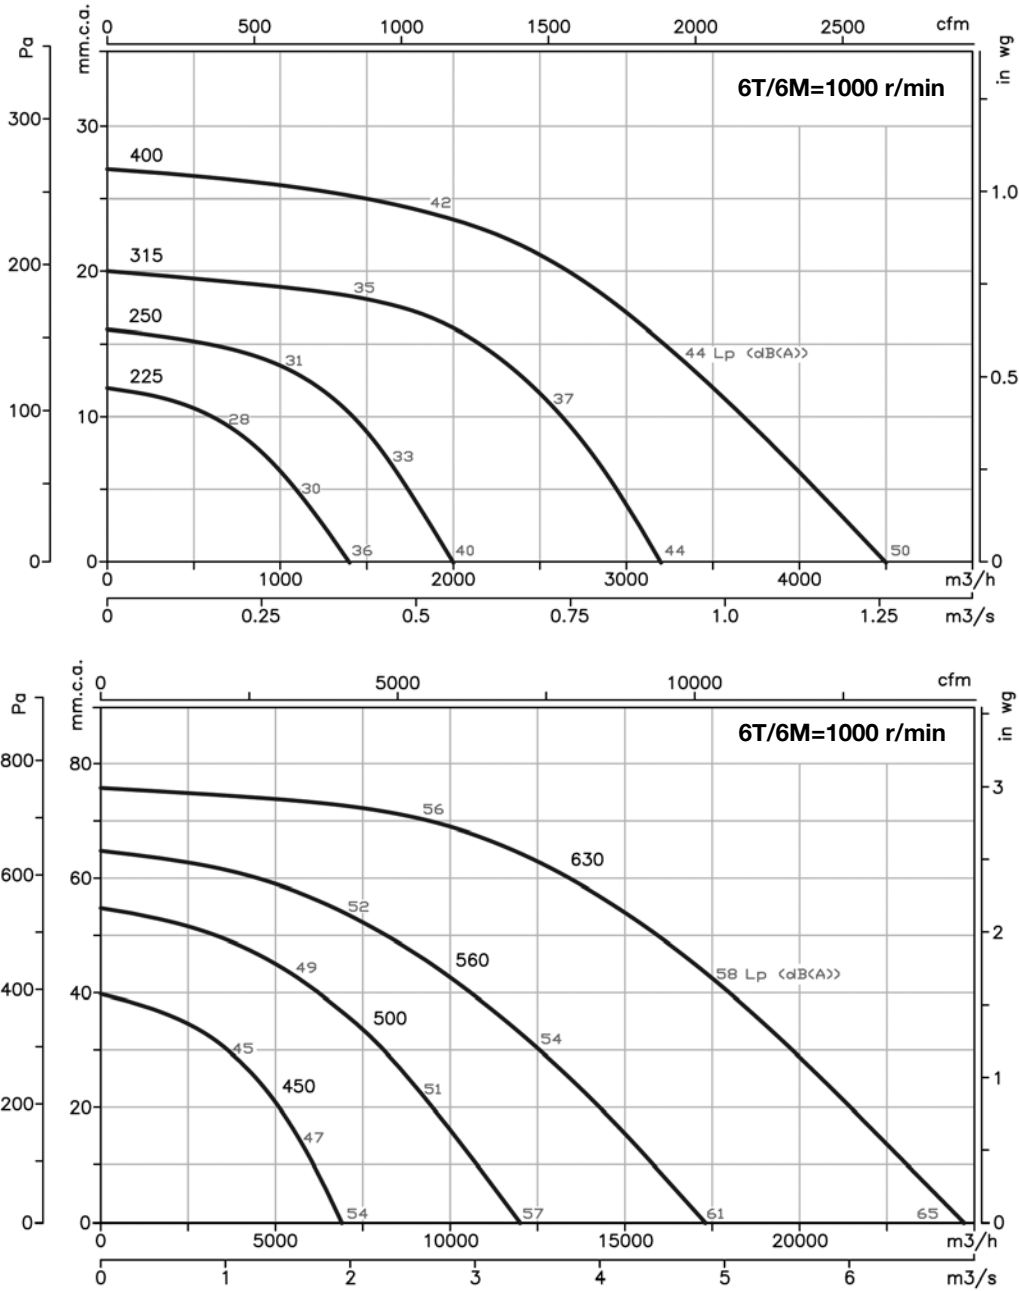 0 500 1000 1500 2000 2500 cfm
Pa mm.c.a. in wg
6T/6M=1000 r/min
300 30
400
1.0
42
315
200 20
35
250
44 Lp (dB(A))
31
225
0.5
37
100 10
28
33
30
36 40 44 50
0 0 0
0 1000 2000 3000 4000 m3/h
0 0.25 0.5 0.75 1.0 1.25 m3/s
0 5000 10000 cfm
Pa mm.c.a. in wg
6T/6M=1000 r/min
800 80
3
56
630
600 60
52
2
560
49
58 Lp (dB(A))
400 40
500
54
45
450
51
1
200 20
47
54 57 61 65
0 0 0
0 5000 10000 15000 20000 m3/h
0 1 2 3 4 5 6 m3/s